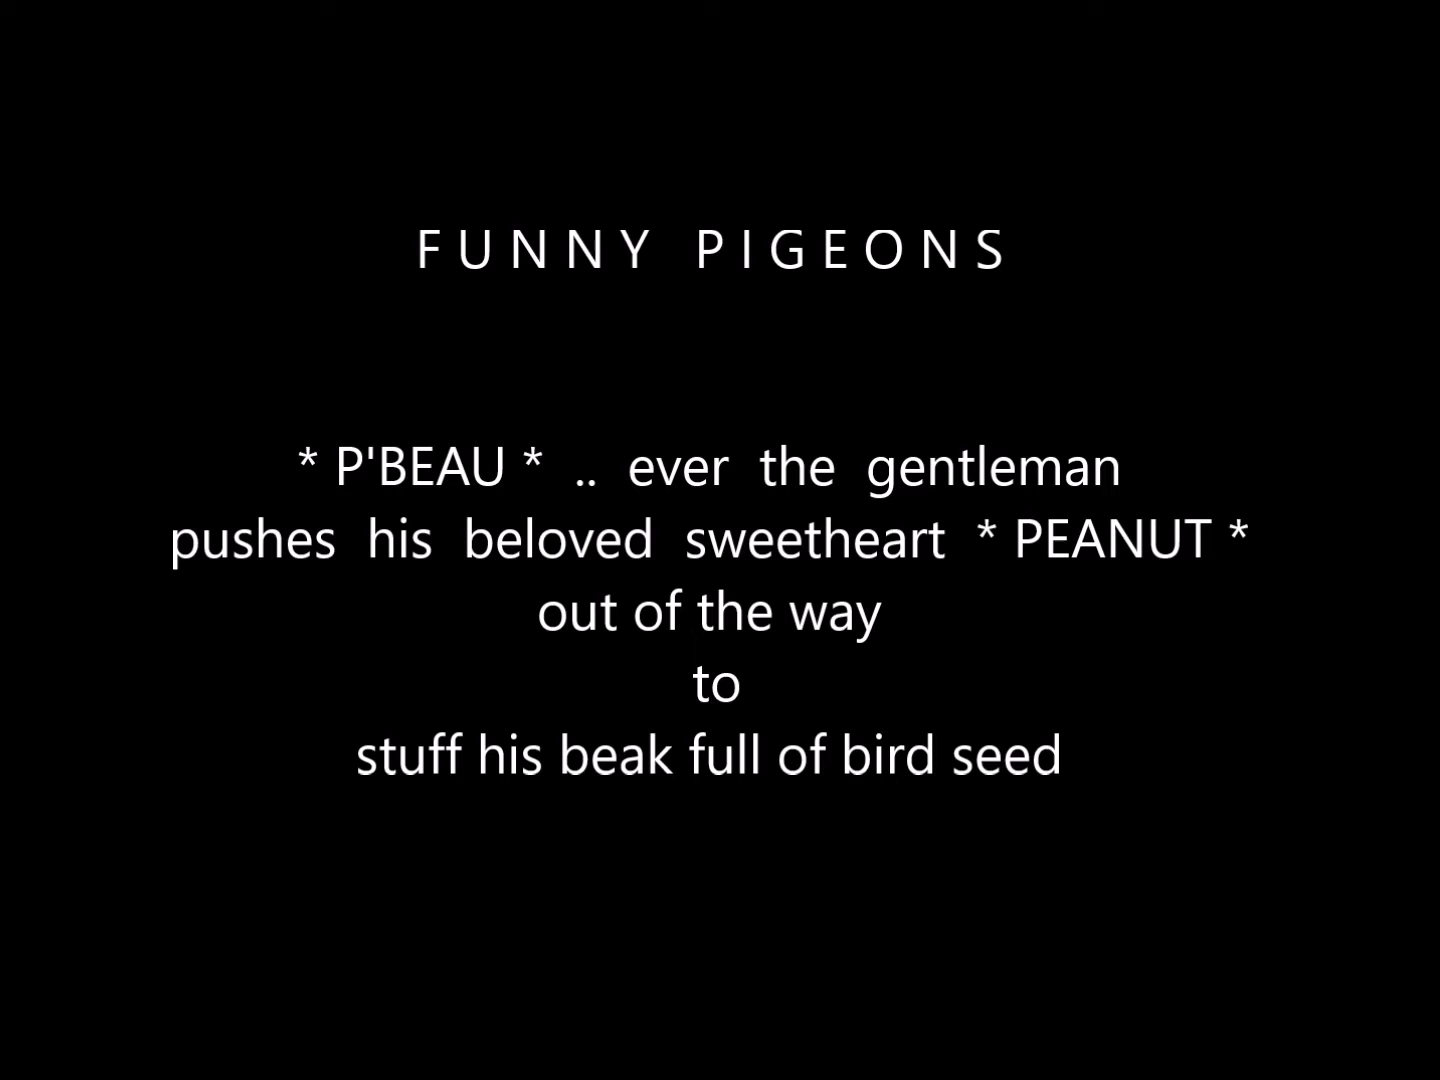 F U N N Y  P I G E O N S
* P'BEAU *  ..  ever  the  gentleman
pushes  his  beloved  sweetheart  * PEANUT *
out of the way
to
stuff his beak full of bird seed